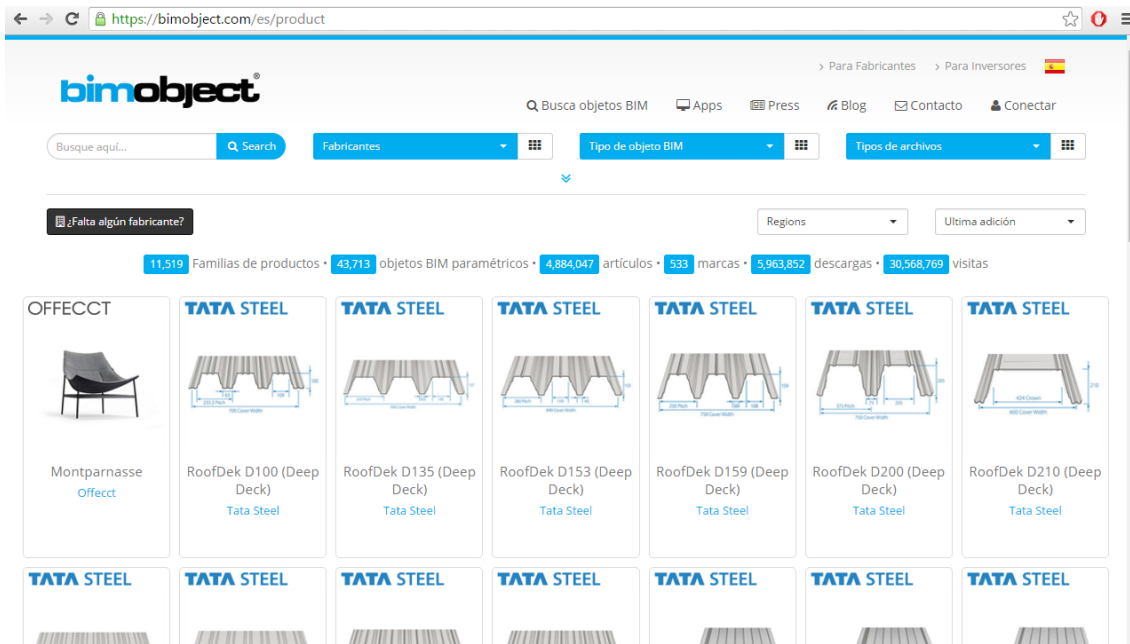 https://bimobject.com/es/product
> Para Fabricantes > Para Inversores
bimobject®
Busca objetos BIM Apps Press Blog Contacto Conectar
Busque aquí... Search Fabricantes Tipo de objeto BIM Tipos de archivos
¿Falta algún fabricante? Regions Ultima adición
11,519 Familias de productos • 43,713 objetos BIM paramétricos • 4,884,047 artículos • 533 marcas • 5,963,852 descargas • 30,568,769 visitas
OFFECCT TATA STEEL TATA STEEL TATA STEEL TATA STEEL TATA STEEL TATA STEEL
Montparnasse RoofDek D100 (Deep RoofDek D135 (Deep RoofDek D153 (Deep RoofDek D159 (Deep RoofDek D200 (Deep RoofDek D210 (Deep
Deck) Deck) Deck) Deck) Deck) Deck)
Offecct Tata Steel Tata Steel Tata Steel Tata Steel Tata Steel Tata Steel
TATA STEEL TATA STEEL TATA STEEL TATA STEEL TATA STEEL TATA STEEL TATA STEEL